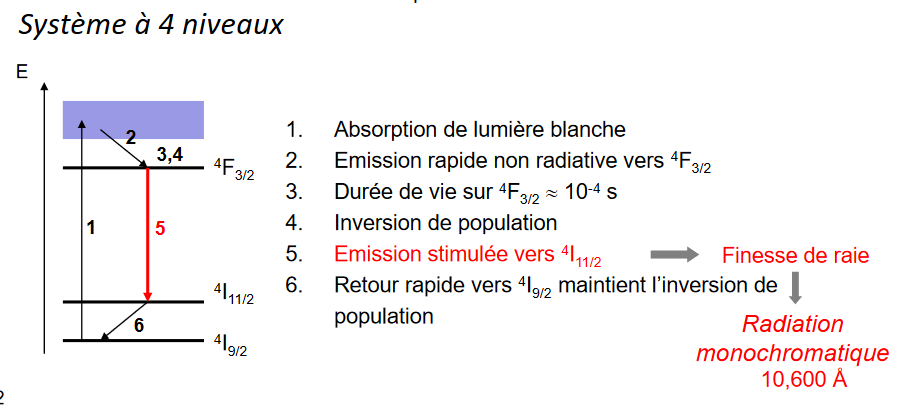 Système à 4 niveaux
E
2
3,4
⁴F₃/₂
1
5
⁴I₁₁/₂
6
⁴I₉/₂
1. Absorption de lumière blanche
2. Emission rapide non radiative vers ⁴F₃/₂
3. Durée de vie sur ⁴F₃/₂ ≈ 10⁻⁴ s
4. Inversion de population
5. Emission stimulée vers ⁴I₁₁/₂
6. Retour rapide vers ⁴I₉/₂ maintient l'inversion de
population
Finesse de raie
Radiation
monochromatique
10,600 Å
2